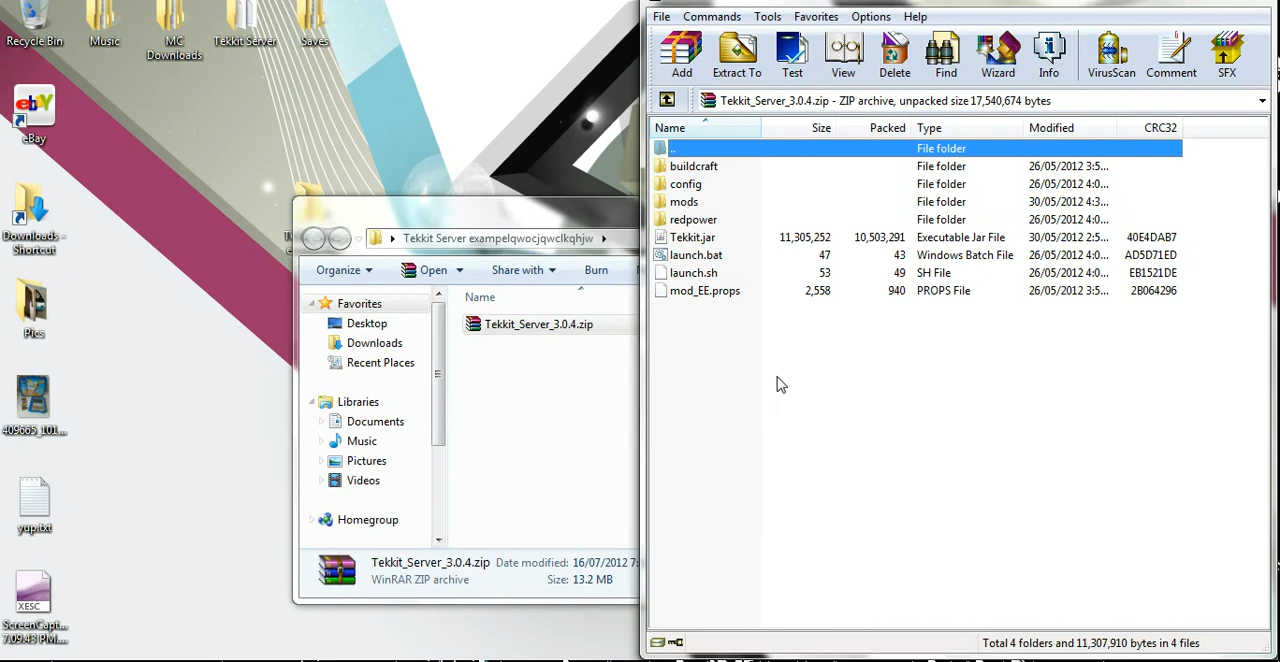 Recycle Bin
Music
MC
Downloads
Tekkit Server
Saves
eBay
Downloads -
Shortcut
Pics
409665_101...
yup.txt
XESC
ScreenCapt...
7:09:43 PM....
Tekkit Server exampelqwocjqwclkqhjw
Organize
Open
Share with
Burn
Favorites
Desktop
Downloads
Recent Places
Libraries
Documents
Music
Pictures
Videos
Homegroup
Name
Tekkit_Server_3.0.4.zip
Tekkit_Server_3.0.4.zip Date modified: 16/07/2012 7:
WinRAR ZIP archive Size: 13.2 MB
File Commands Tools Favorites Options Help
Add Extract To Test View Delete Find Wizard Info VirusScan Comment SFX
Tekkit_Server_3.0.4.zip - ZIP archive, unpacked size 17,540,674 bytes
Name Size Packed Type Modified CRC32
.. File folder
buildcraft File folder 26/05/2012 3:5...
config File folder 26/05/2012 4:0...
mods File folder 30/05/2012 4:3...
redpower File folder 26/05/2012 4:0...
Tekkit.jar 11,305,252 10,503,291 Executable Jar File 30/05/2012 2:5... 40E4DAB7
launch.bat 47 43 Windows Batch File 26/05/2012 4:0... AD5D71ED
launch.sh 53 49 SH File 26/05/2012 4:0... EB1521DE
mod_EE.props 2,558 940 PROPS File 26/05/2012 3:5... 2B064296
Total 4 folders and 11,307,910 bytes in 4 files